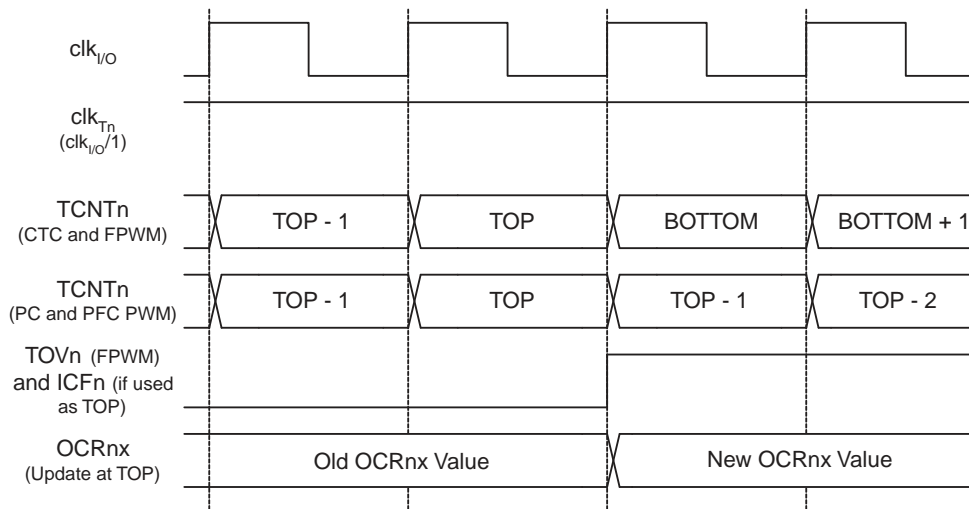 clkI/O
clkTn
(clkI/O/1)
TCNTn
(CTC and FPWM)
TOP - 1
TOP
BOTTOM
BOTTOM + 1
TCNTn
(PC and PFC PWM)
TOP - 1
TOP
TOP - 1
TOP - 2
TOVn (FPWM)
and ICFn (if used
as TOP)
OCRnx
(Update at TOP)
Old OCRnx Value
New OCRnx Value